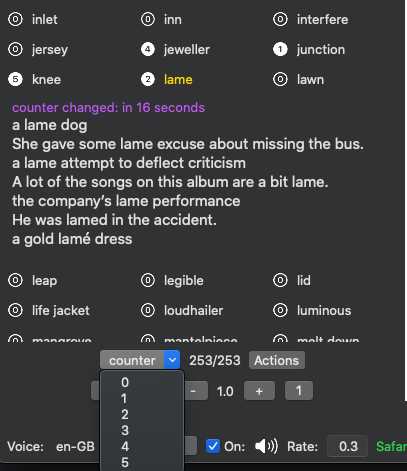 0 inlet 0 inn 0 interfere
0 jersey 4 jeweller 1 junction
5 knee 2 lame 0 lawn
counter changed: in 16 seconds
a lame dog
She gave some lame excuse about missing the bus.
a lame attempt to deflect criticism
A lot of the songs on this album are a bit lame.
the company’s lame performance
He was lamed in the accident.
a gold lamé dress
0 leap 0 legible 0 lid
0 life jacket 0 loudhailer 0 luminous
0 mangrove 0 mantelpiece 0 melt down
counter 253/253 Actions
0
1
2
3
4
5
- 1.0 + 1
Voice: en-GB On: Rate: 0.3 Safar